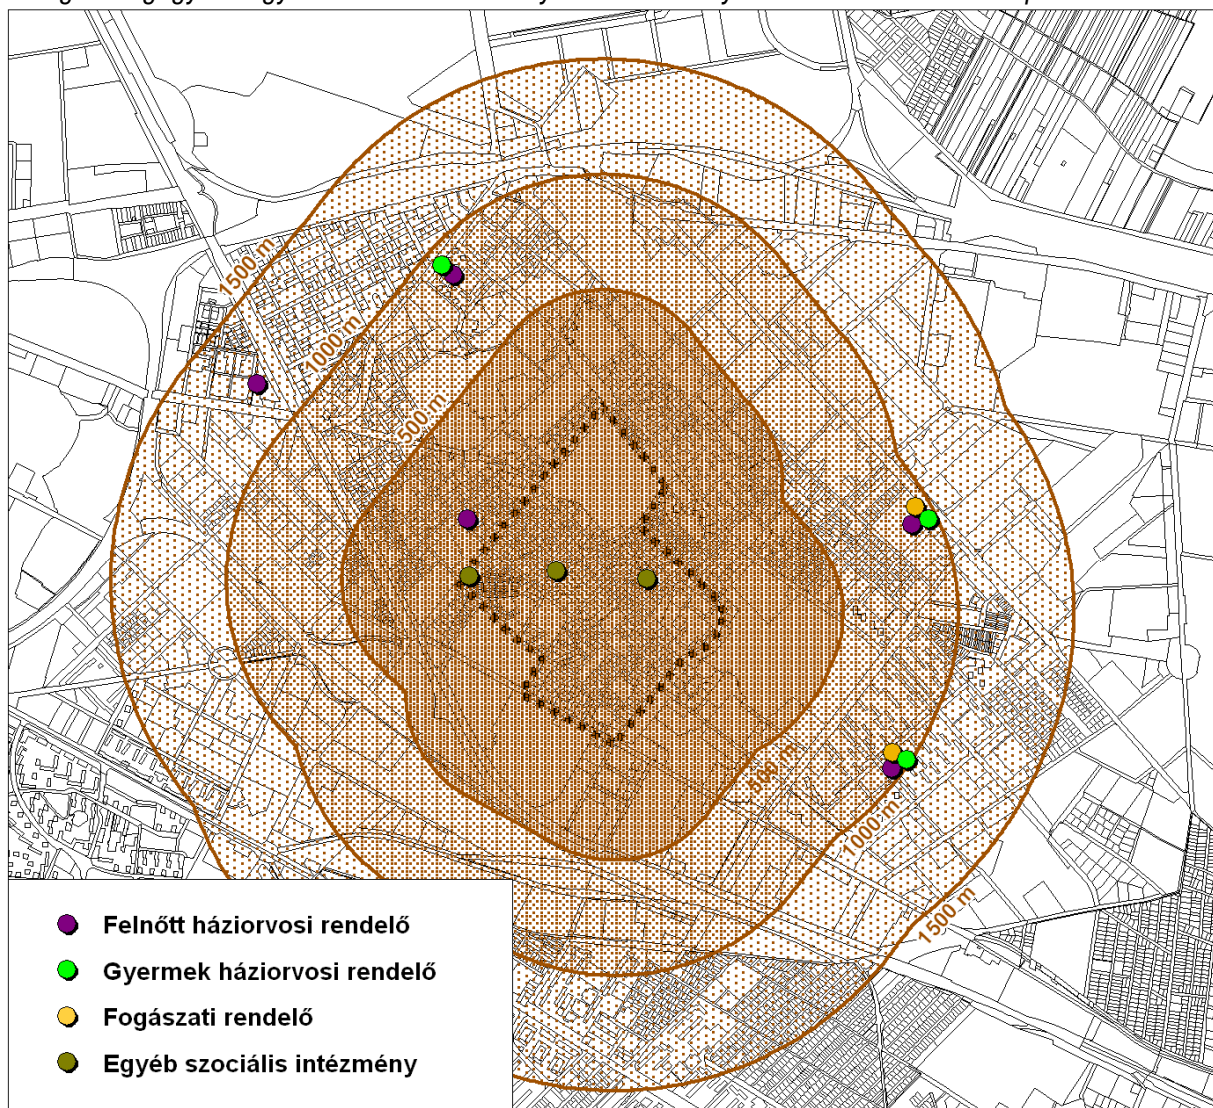 1500 m
1000 m
500 m
500 m
1000 m
1500 m
Felnőtt háziorvosi rendelő
Gyermek háziorvosi rendelő
Fogászati rendelő
Egyéb szociális intézmény